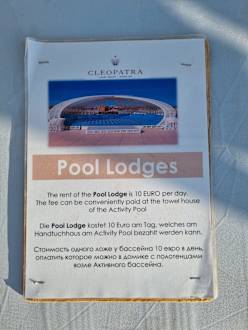 CLEOPATRA
Pool Lodges
The rent of the Pool Lodge is 10 EURO per day.
The fee can be conveniently paid at the towel house
of the Activity Pool
Die Pool Lodge kostet 10 Euro am Tag, welches am
Handtuchhaus am Activity Pool bezahlt werden kann.
Стоимость одного ложе у бассейна 10 евро в день,
оплатить которое можно в домике с полотенцами
возле Активного бассейна.